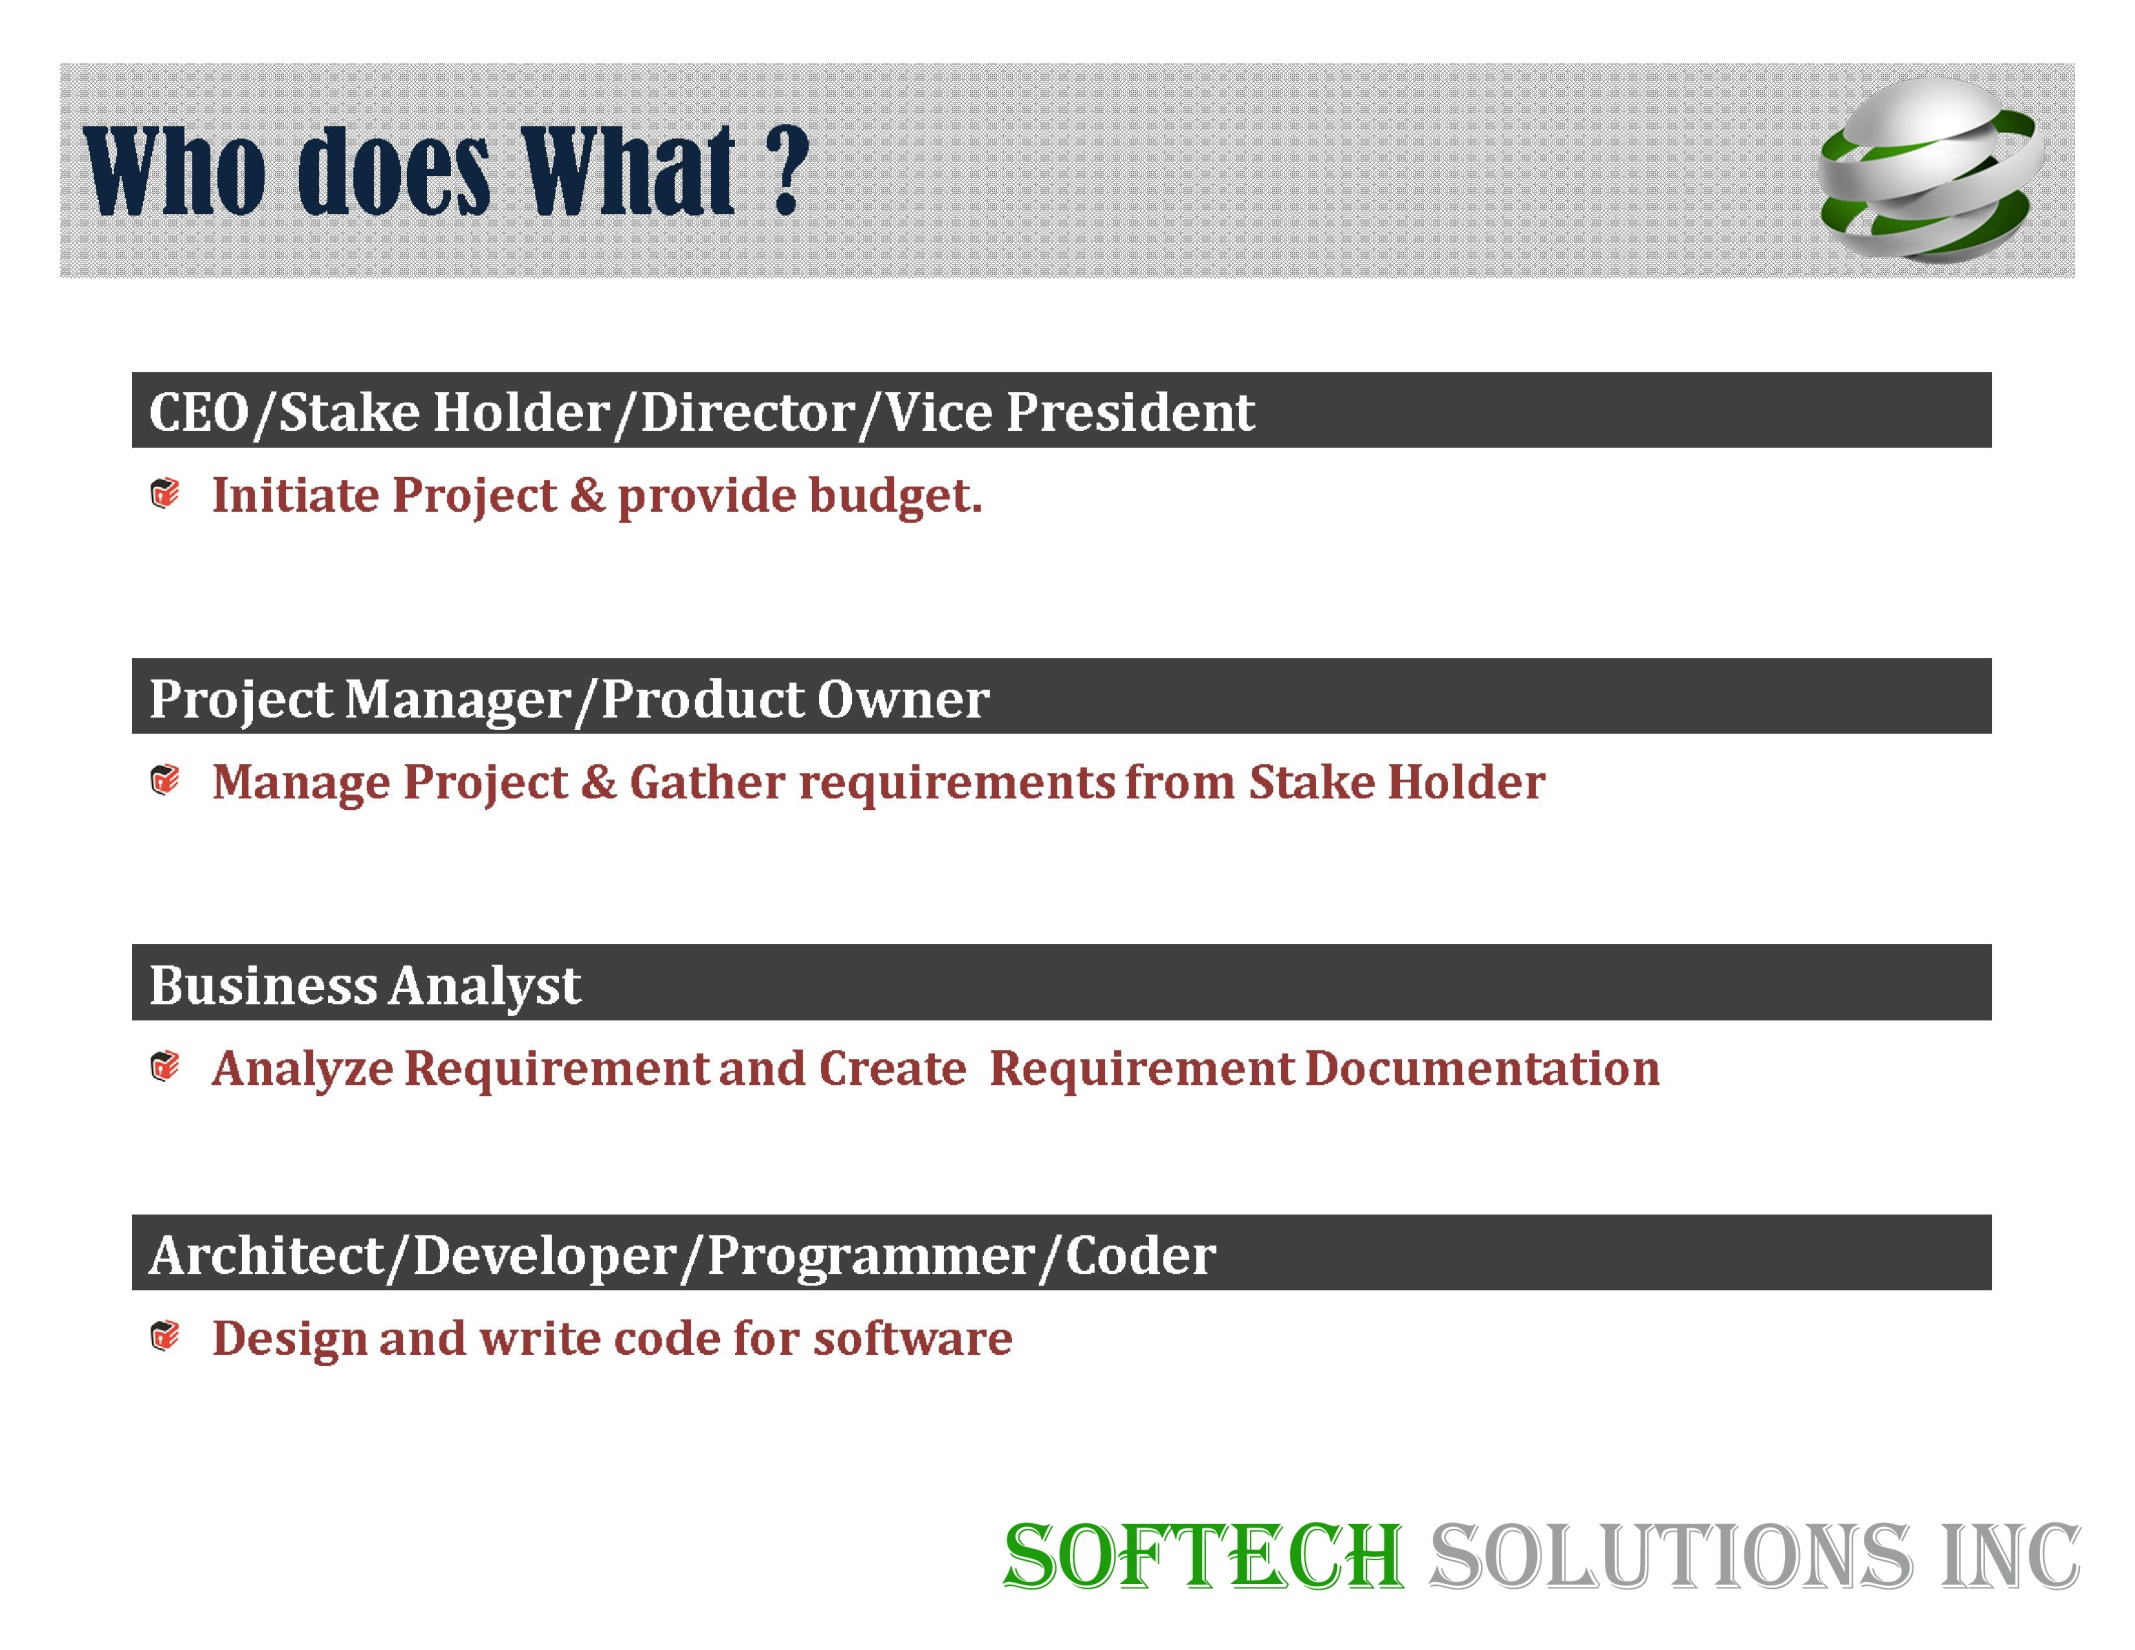 Who does What ?
CEO/Stake Holder/Director/Vice President
Initiate Project & provide budget.
Project Manager/Product Owner
Manage Project & Gather requirements from Stake Holder
Business Analyst
Analyze Requirement and Create  Requirement Documentation
Architect/Developer/Programmer/Coder
Design and write code for software
SOFTECH SOLUTIONS INC